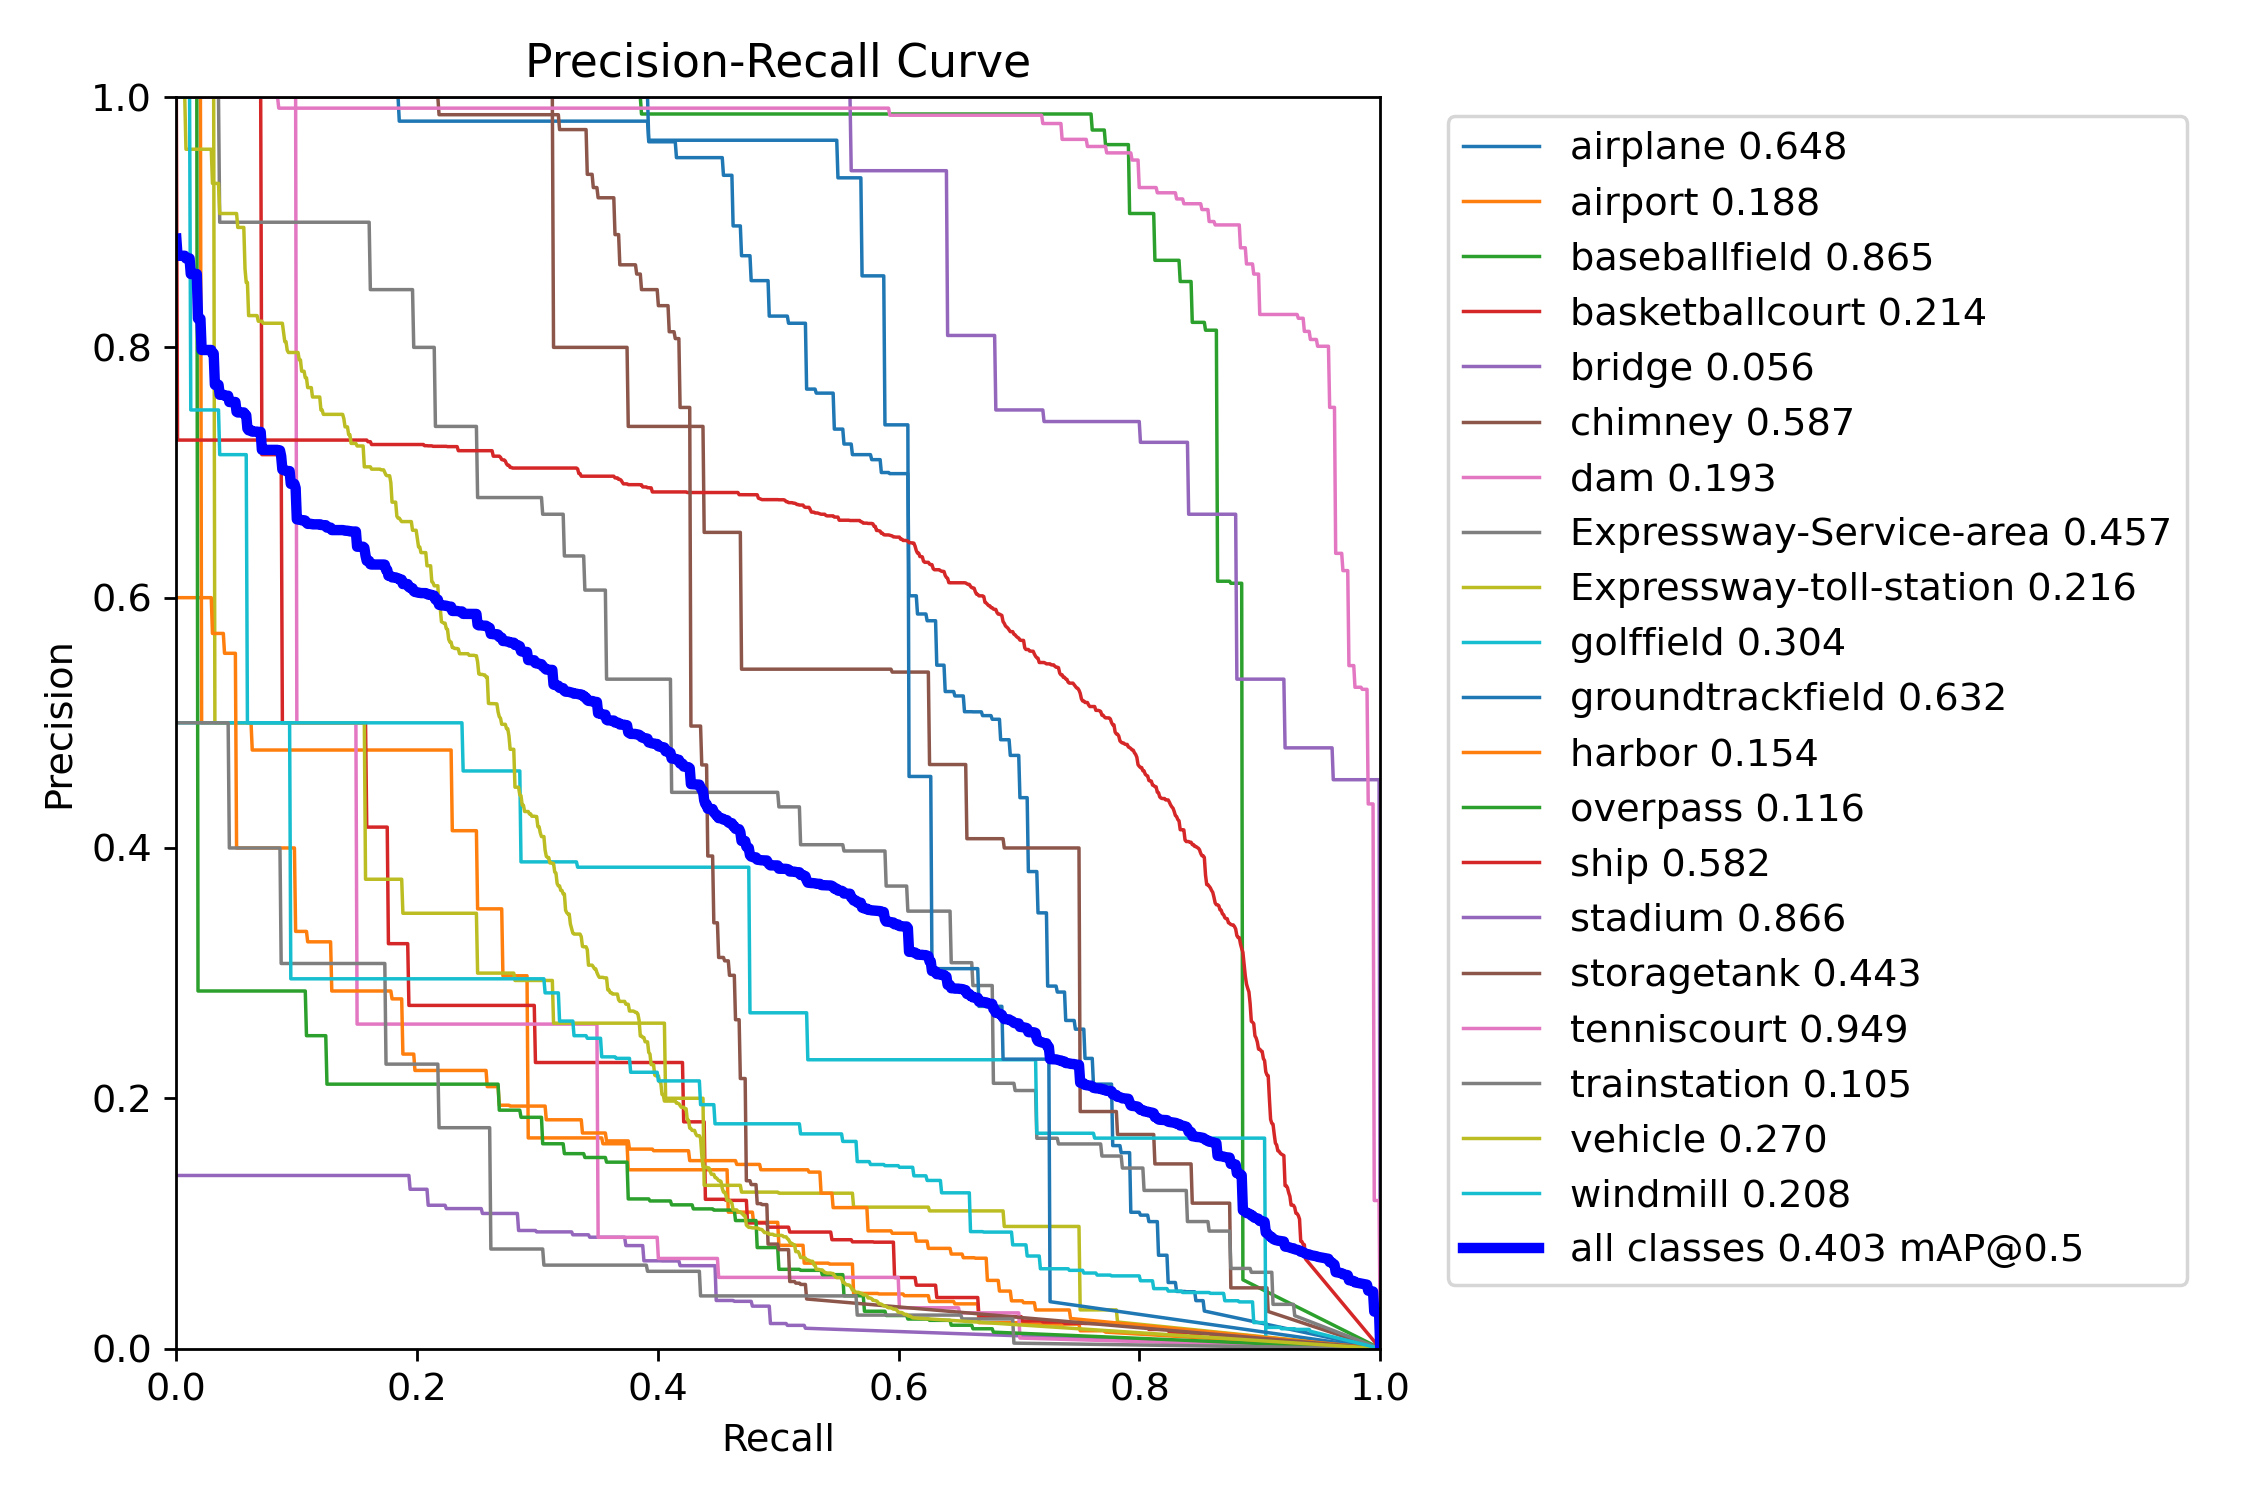 Precision-Recall Curve
1.0
0.8
0.6
0.4
0.2
0.0
Precision
0.0 0.2 0.4 0.6 0.8 1.0
Recall
airplane 0.648
airport 0.188
baseballfield 0.865
basketballcourt 0.214
bridge 0.056
chimney 0.587
dam 0.193
Expressway-Service-area 0.457
Expressway-toll-station 0.216
golffield 0.304
groundtrackfield 0.632
harbor 0.154
overpass 0.116
ship 0.582
stadium 0.866
storagetank 0.443
tenniscourt 0.949
trainstation 0.105
vehicle 0.270
windmill 0.208
all classes 0.403 mAP@0.5